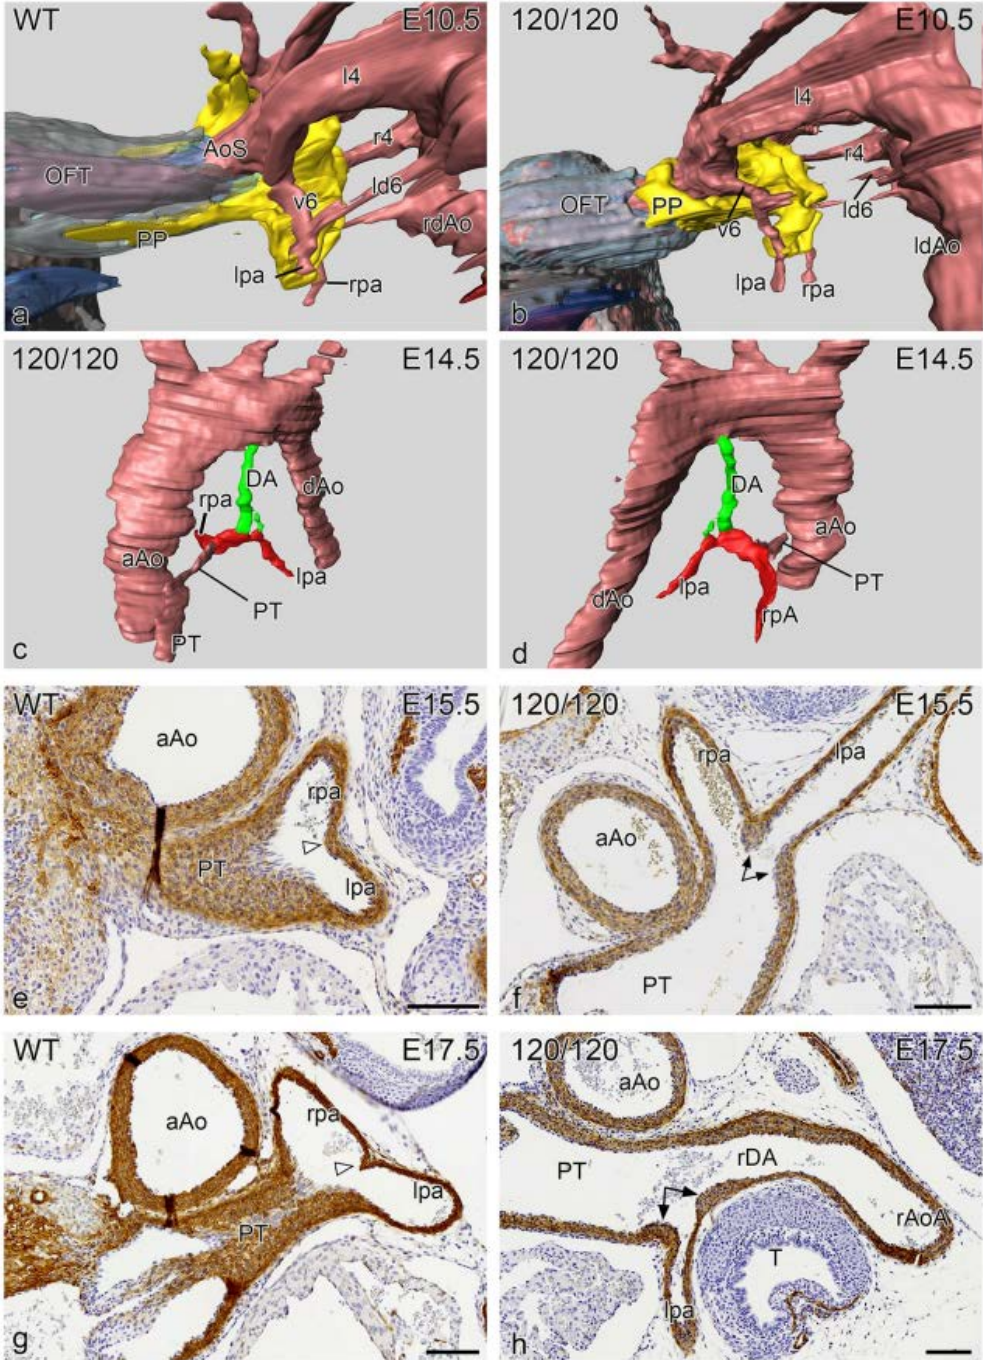 WT E10.5
l4
r4
AoS
OFT
ld6
v6
rdAo
PP
lpa
rpa
a
120/120 E10.5
l4
r4
OFT
PP
ld6
v6
ldAo
lpa
rpa
b
120/120 E14.5
DA
dAo
rpa
aAo
lpa
PT
PT
c
120/120 E14.5
DA
aAo
lpa
PT
dAo
rpA
d
WT E15.5
aAo
rpa
PT
lpa
e
120/120 E15.5
rpa
lpa
aAo
PT
f
WT E17.5
rpa
aAo
lpa
PT
g
120/120 E17.5
aAo
rDA
PT
rAoA
T
lpa
h